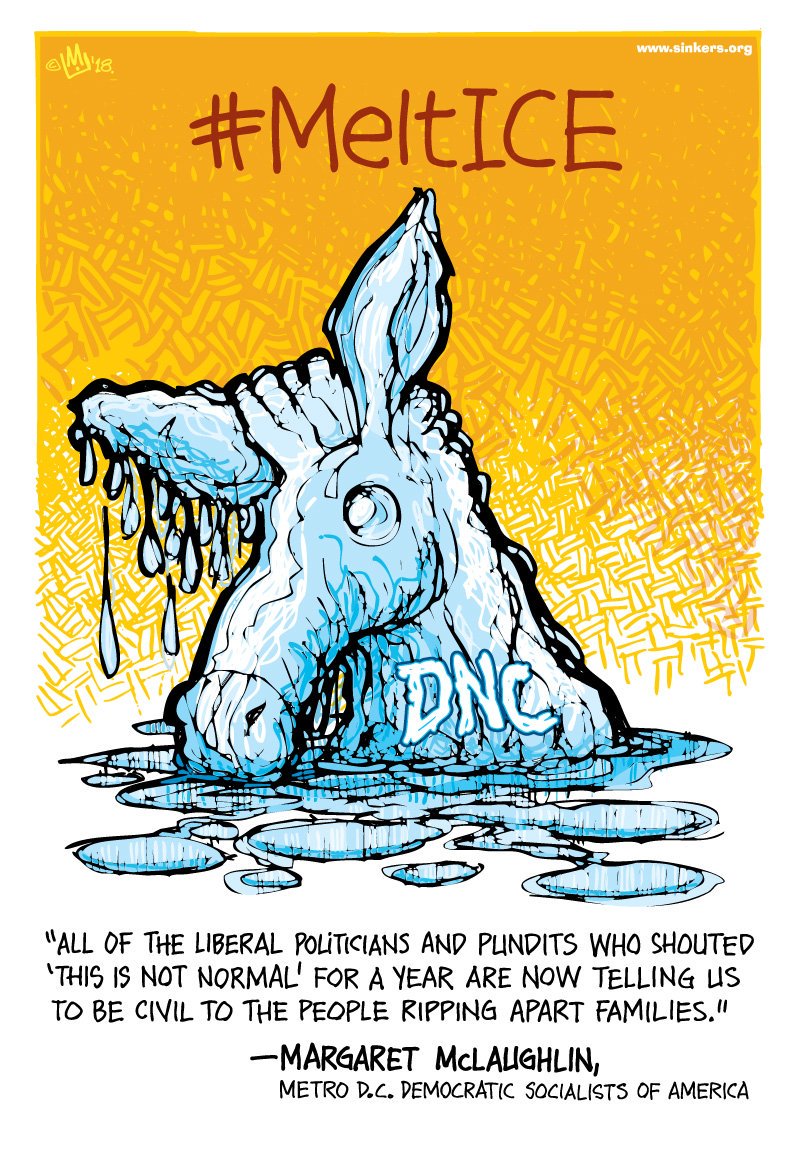 © '18.
www.sinkers.org
#MeltICE
DNC
"ALL OF THE LIBERAL POLITICIANS AND PUNDITS WHO SHOUTED
'THIS IS NOT NORMAL' FOR A YEAR ARE NOW TELLING US
TO BE CIVIL TO THE PEOPLE RIPPING APART FAMILIES."
—MARGARET McLAUGHLIN,
METRO D.C. DEMOCRATIC SOCIALISTS OF AMERICA